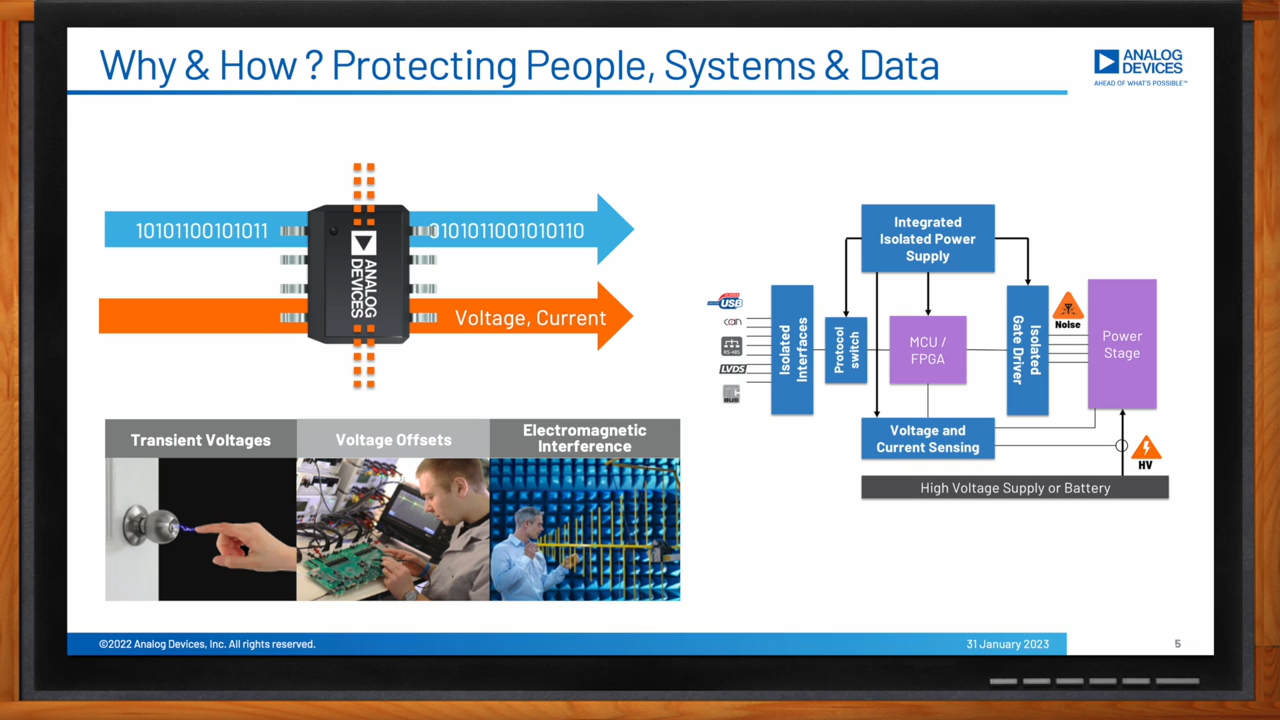 Why & How ? Protecting People, Systems & Data
ANALOG
DEVICES
AHEAD OF WHAT'S POSSIBLE™
10101100101011
0101011001010110
ANALOG
DEVICES
Voltage, Current
Transient Voltages
Voltage Offsets
Electromagnetic
Interference
Integrated
Isolated Power
Supply
USB
CAN
RS-485
LVDS
BUS
Isolated
Interfaces
Protocol
switch
MCU /
FPGA
Isolated
Gate Driver
Noise
Power
Stage
Voltage and
Current Sensing
HV
High Voltage Supply or Battery
©2022 Analog Devices, Inc. All rights reserved.
31 January 2023
5